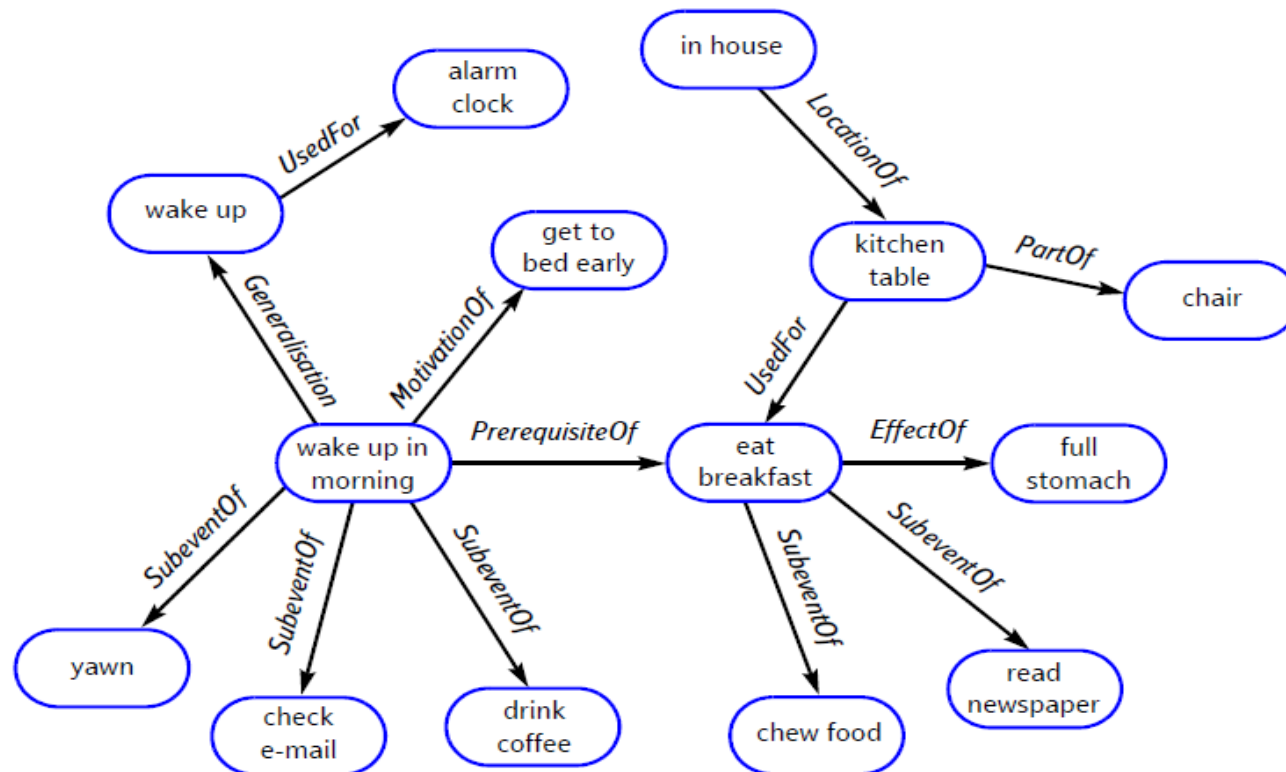 in house
alarm
clock
UsedFor
LocationOf
wake up
get to
bed early
kitchen
table
PartOf
chair
Generalisation
MotivationOf
UsedFor
wake up in
morning
PrerequisiteOf
eat
breakfast
EffectOf
full
stomach
SubeventOf
SubeventOf
SubeventOf
SubeventOf
SubeventOf
yawn
check
e-mail
drink
coffee
chew food
read
newspaper